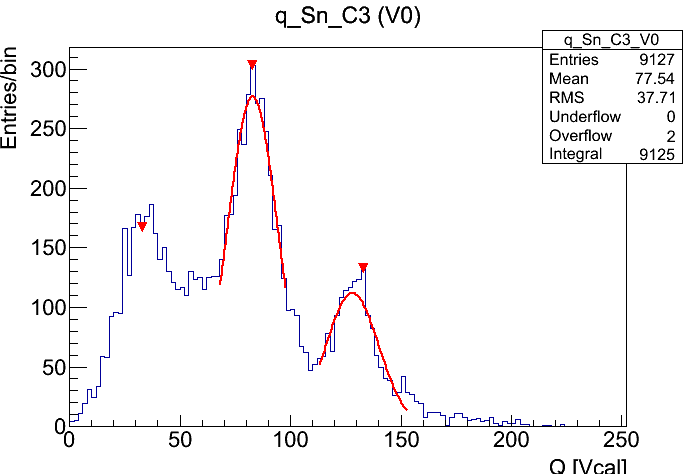 q_Sn_C3 (V0)
q_Sn_C3_V0
Entries 9127
Mean 77.54
RMS 37.71
Underflow 0
Overflow 2
Integral 9125
Entries/bin
300
250
200
150
100
50
0
0 50 100 150 200 250
Q [Vcal]